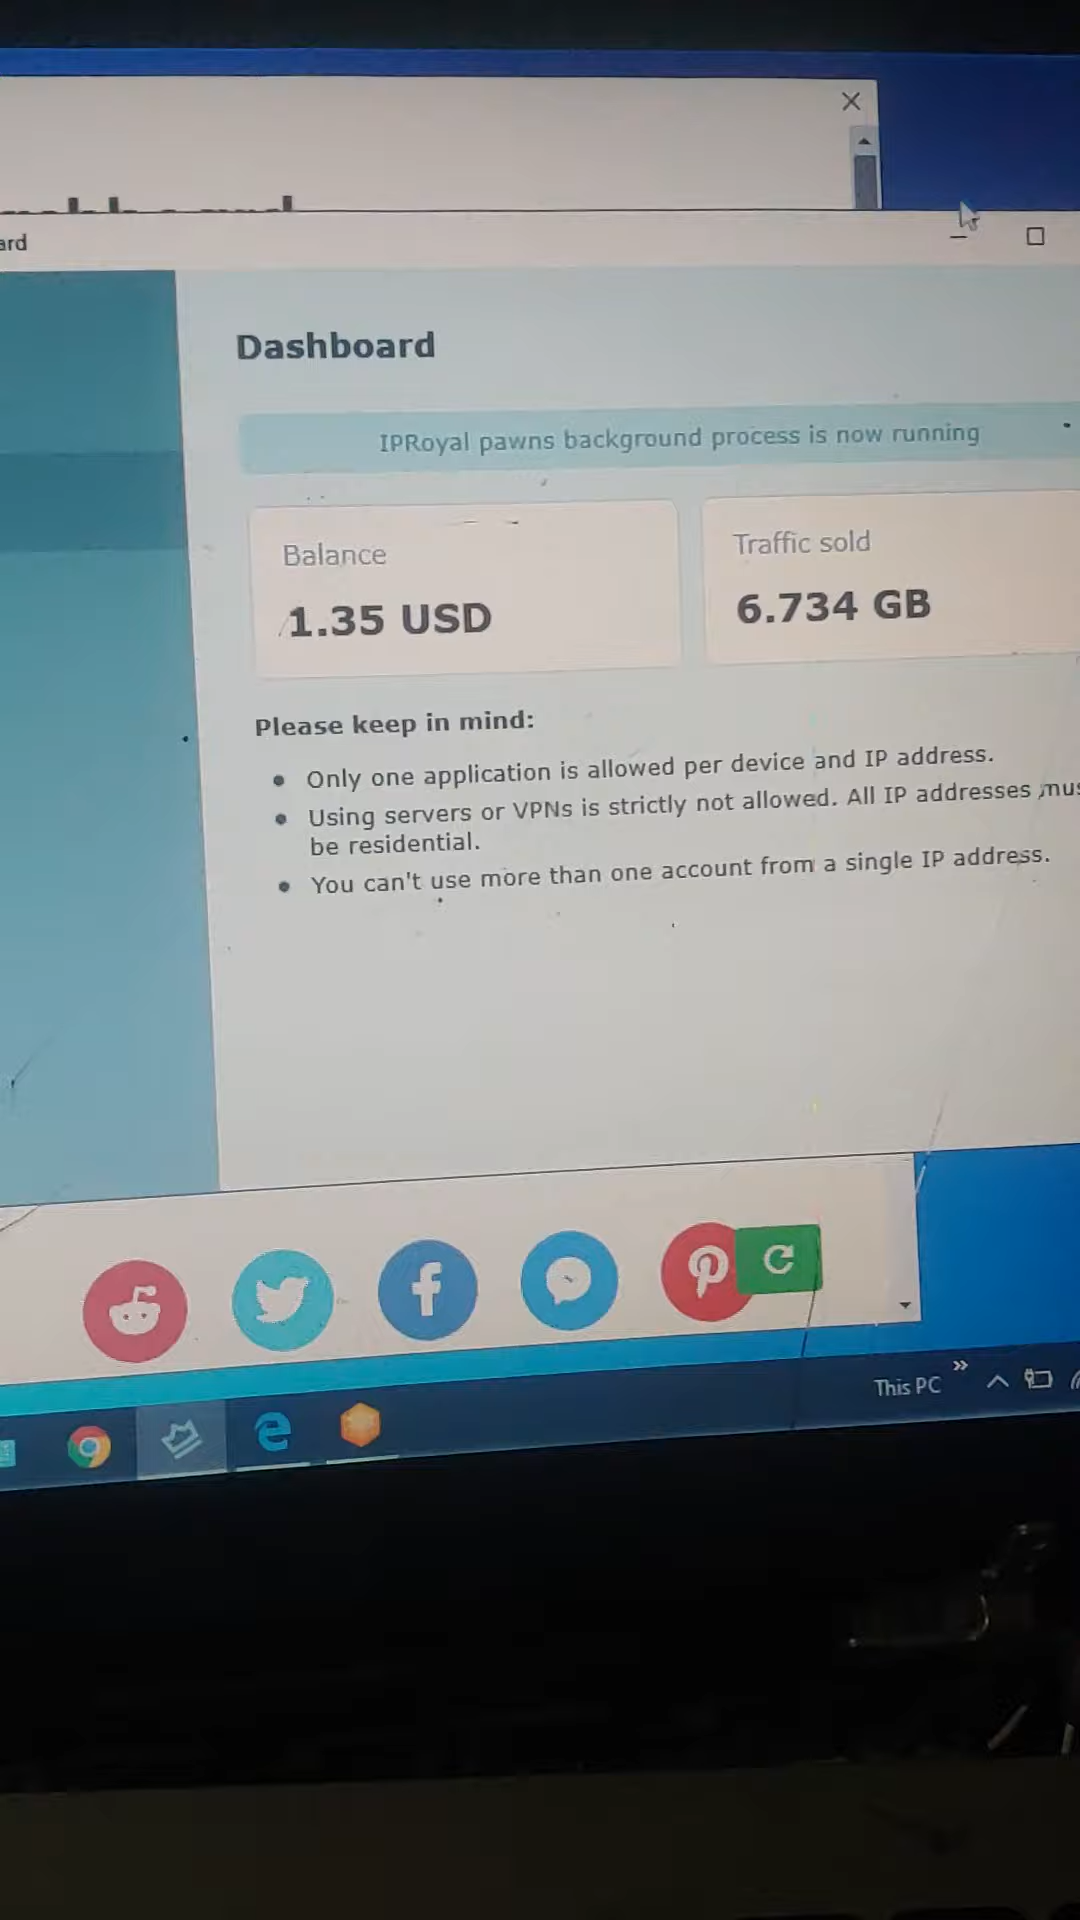 Dashboard
IPRoyal pawns background process is now running
Balance
Traffic sold
1.35 USD
6.734 GB
Please keep in mind:
Only one application is allowed per device and IP address.
Using servers or VPNs is strictly not allowed. All IP addresses
be residential.
You can't use more than one account from a single IP address.
This PC